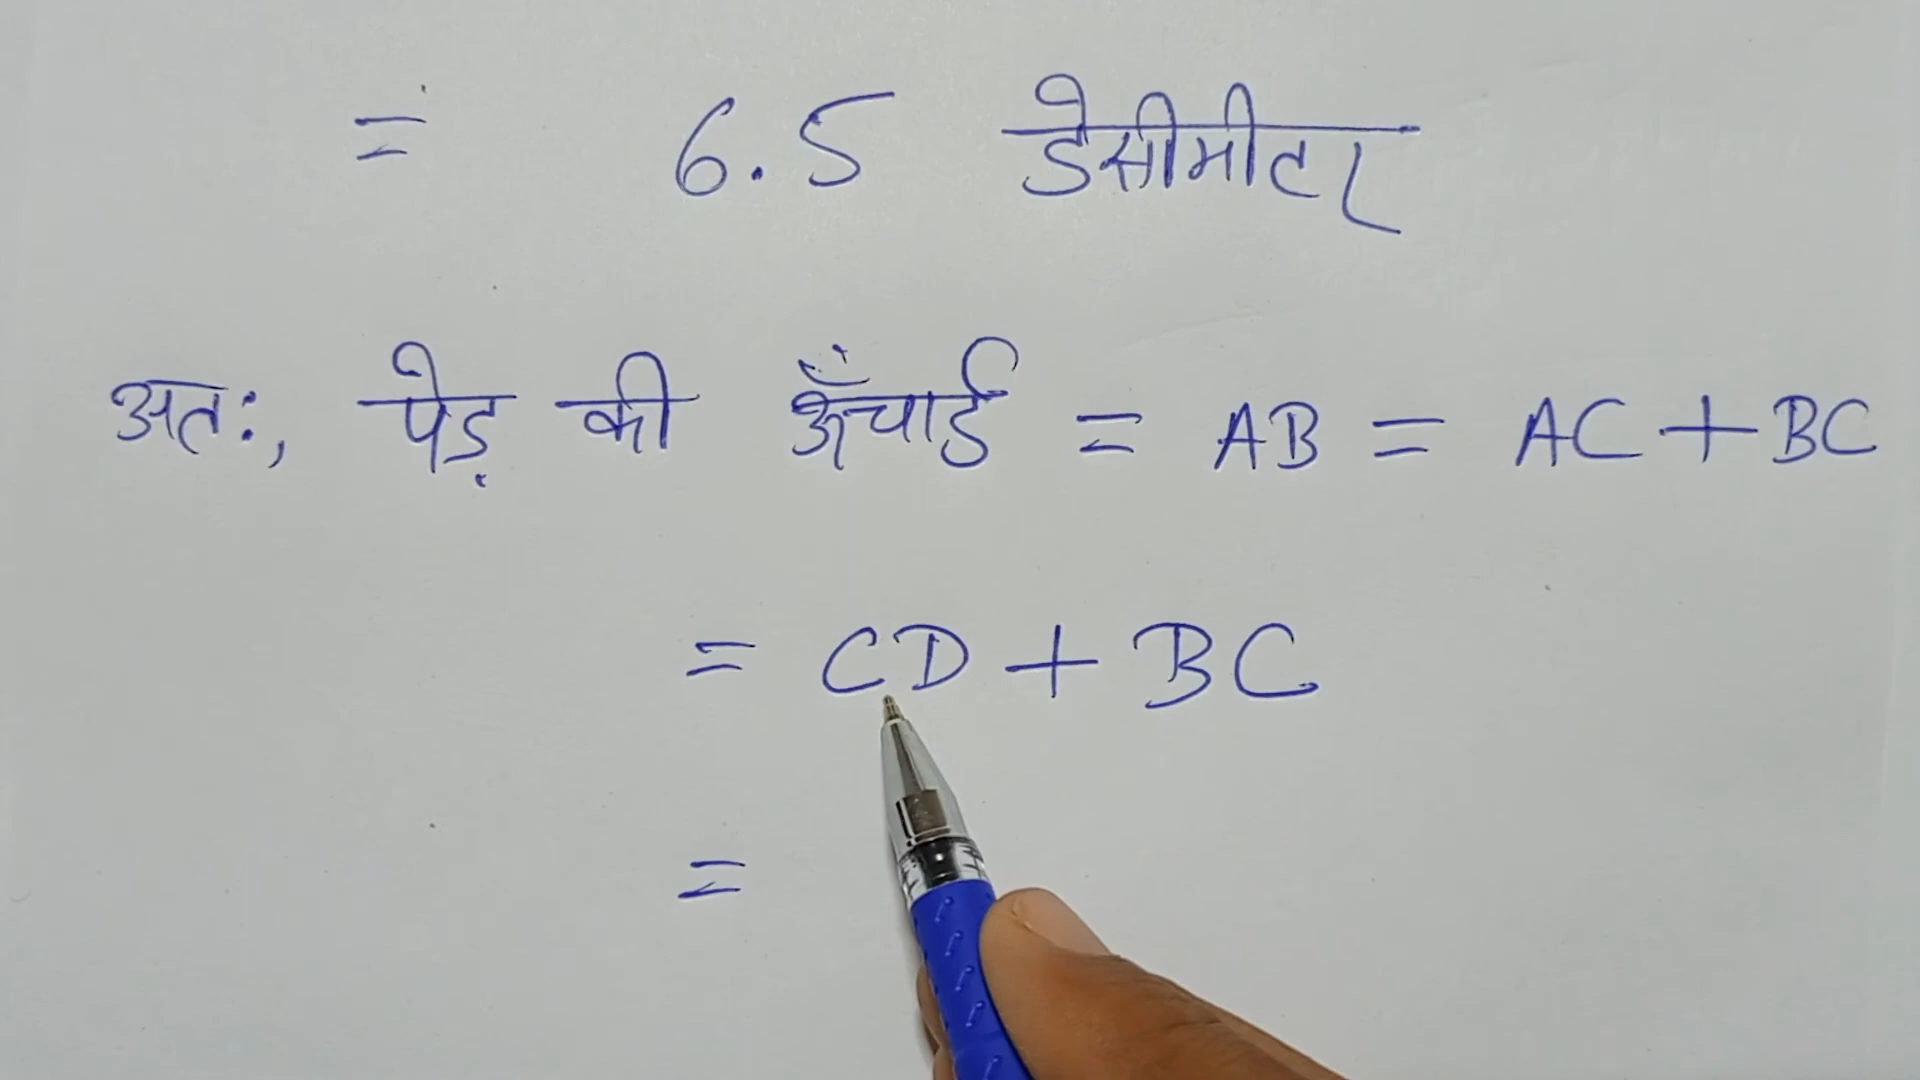 = 6.5 डेसीमीटर
अतः, पेड़ की ऊँचाई = AB = AC + BC
= CD + BC
=